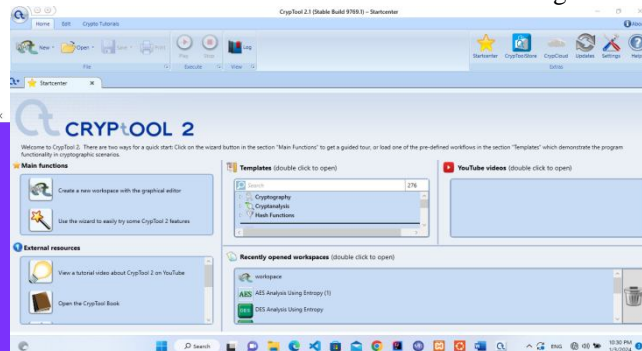 CrypTool 2.1 (Stable Build 9769.1) – Startcenter
Home Edit Crypto Tutorials
New Open Save Print Play Stop Log
Startcenter CrypToolStore CrypCloud Updates Settings Help
File Execute View Extras
Startcenter
CRYPTOOL 2
Welcome to CrypTool 2. There are two ways for a quick start: Click on the wizard button in the section "Main Functions" to get a guided tour, or load one of the pre-defined workflows in the section "Templates" which demonstrate the program
functionality in cryptographic scenarios.
Main functions
Create a new workspace with the graphical editor
Use the wizard to easily try some CrypTool 2 features
External resources
View a tutorial video about CrypTool 2 on YouTube
Open the CrypTool Book
Templates (double click to open)
Search 276
Cryptography
Cryptanalysis
Hash Functions
YouTube videos (double click to open)
Recently opened workspaces (double click to open)
workspace
AES AES Analysis Using Entropy (1)
DES DES Analysis Using Entropy
Search
ENG
10:30 PM